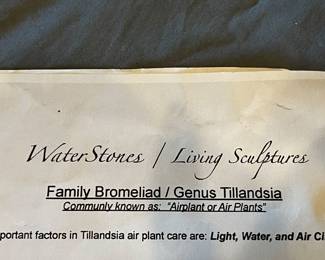 WaterStones / Living Sculptures
Family Bromeliad / Genus Tillandsia
Communly known as: "Airplant or Air Plants"
portant factors in Tillandsia air plant care are: Light, Water, and Air Ci